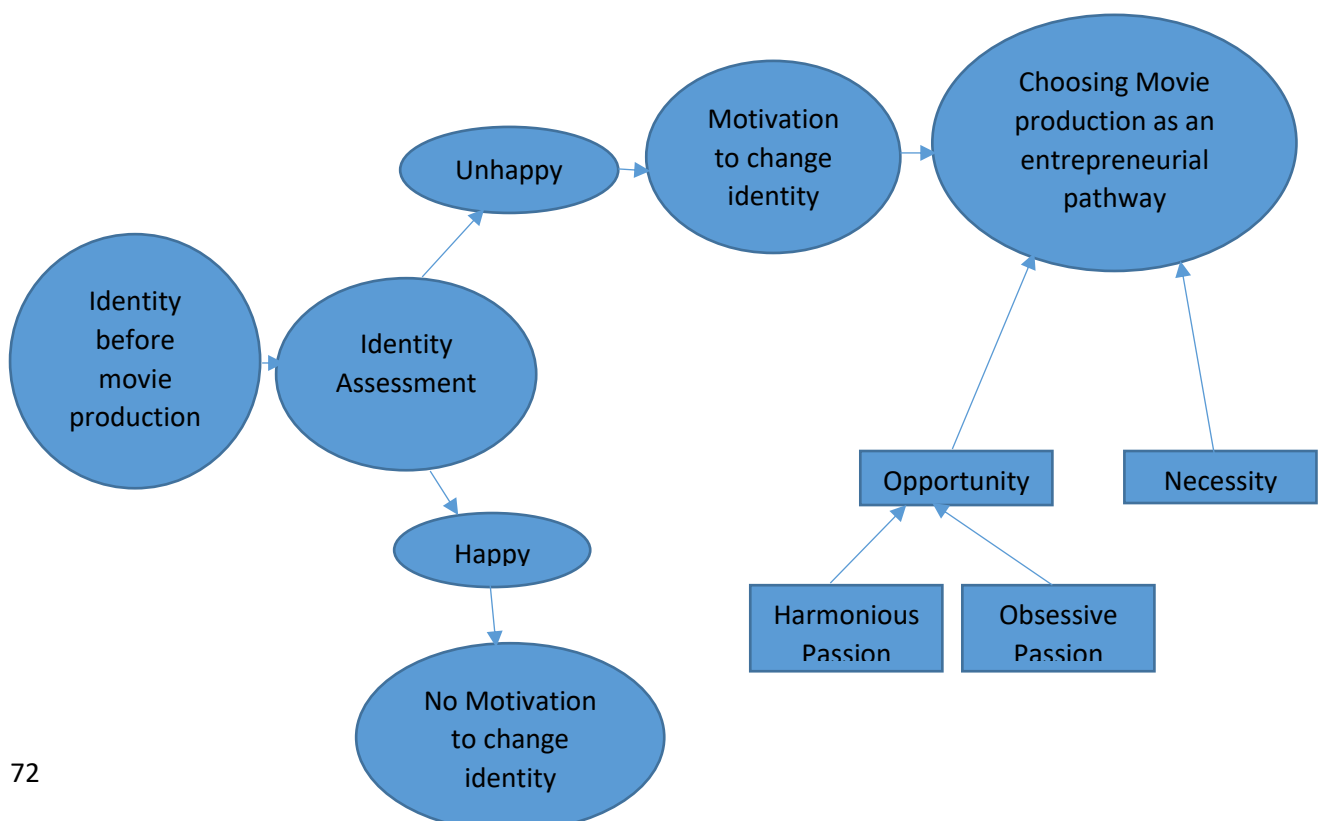 Choosing Movie
production as an
entrepreneurial
pathway
Motivation
to change
identity
Unhappy
Identity
before
movie
production
Identity
Assessment
Opportunity
Necessity
Happy
Harmonious
Passion
Obsessive
Passion
No Motivation
to change
identity
72